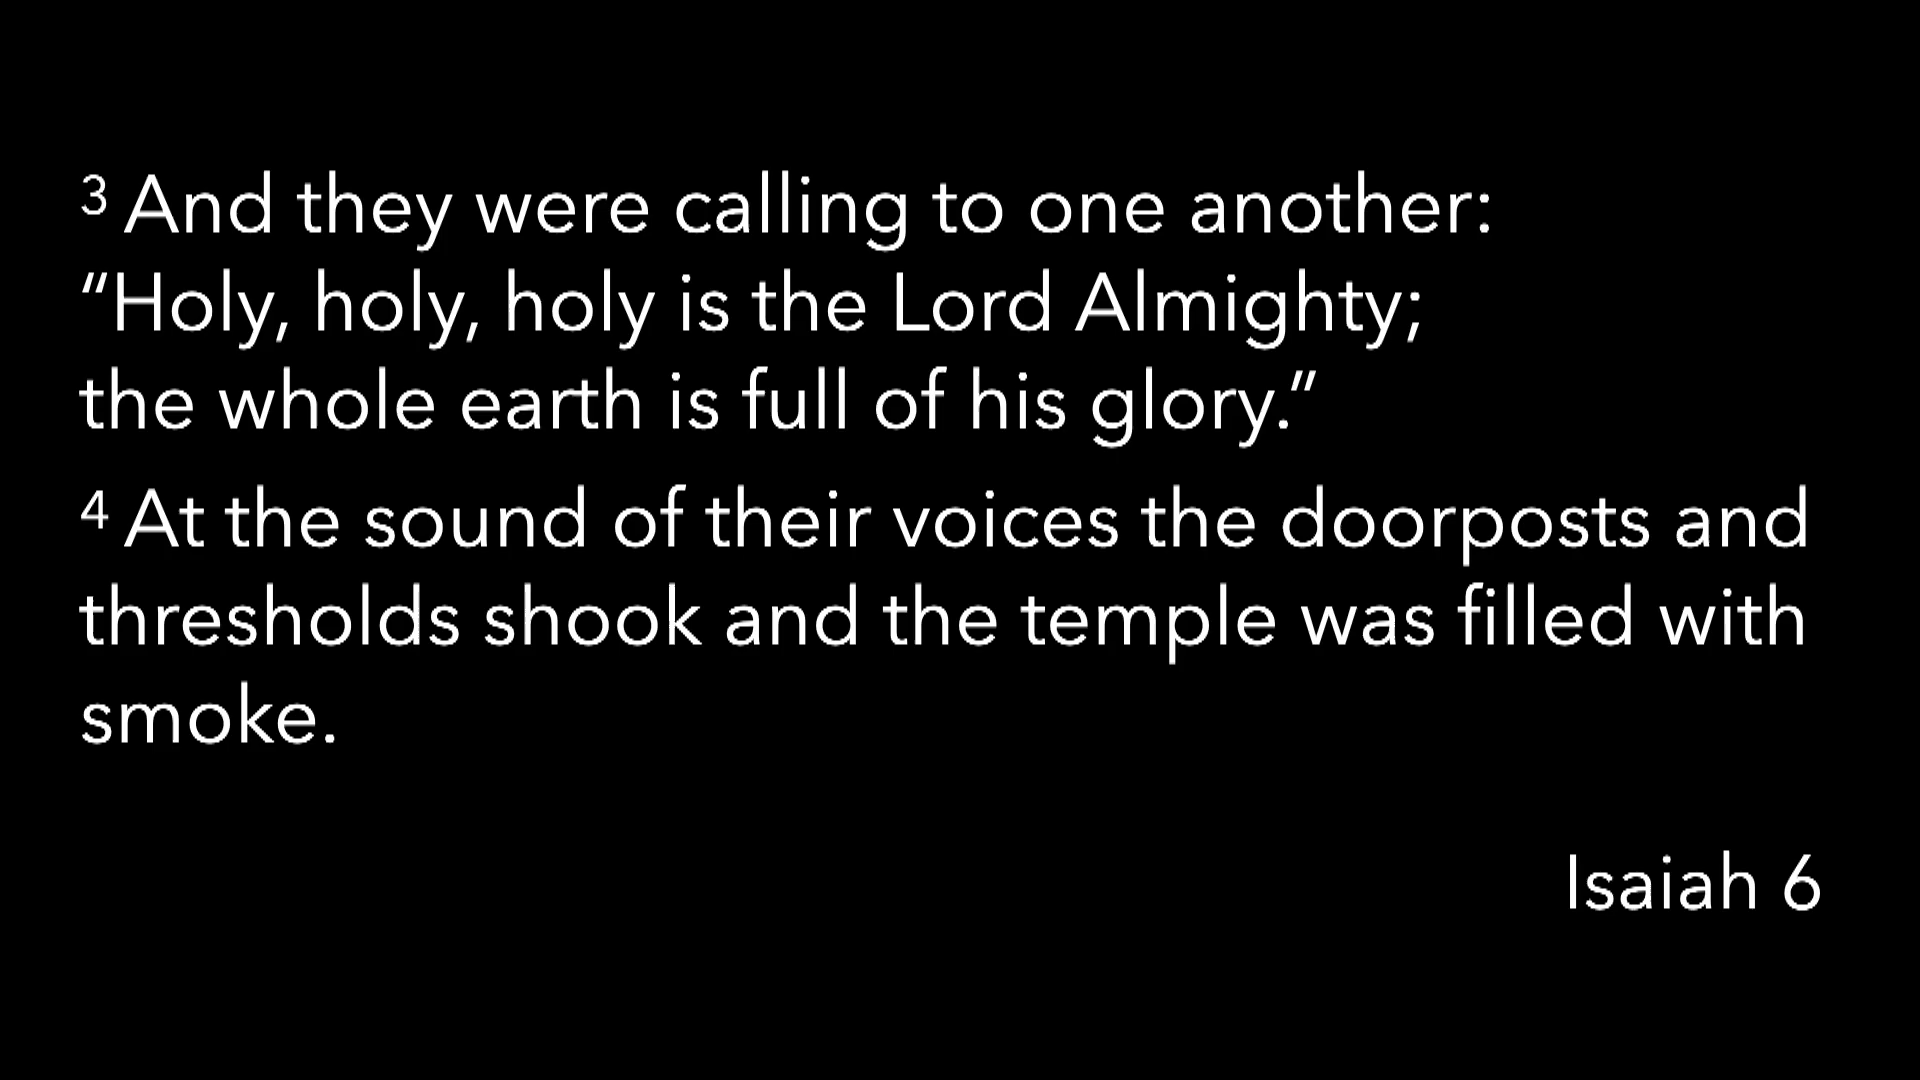 ³ And they were calling to one another:
“Holy, holy, holy is the Lord Almighty;
the whole earth is full of his glory.”
⁴ At the sound of their voices the doorposts and
thresholds shook and the temple was filled with
smoke.
Isaiah 6